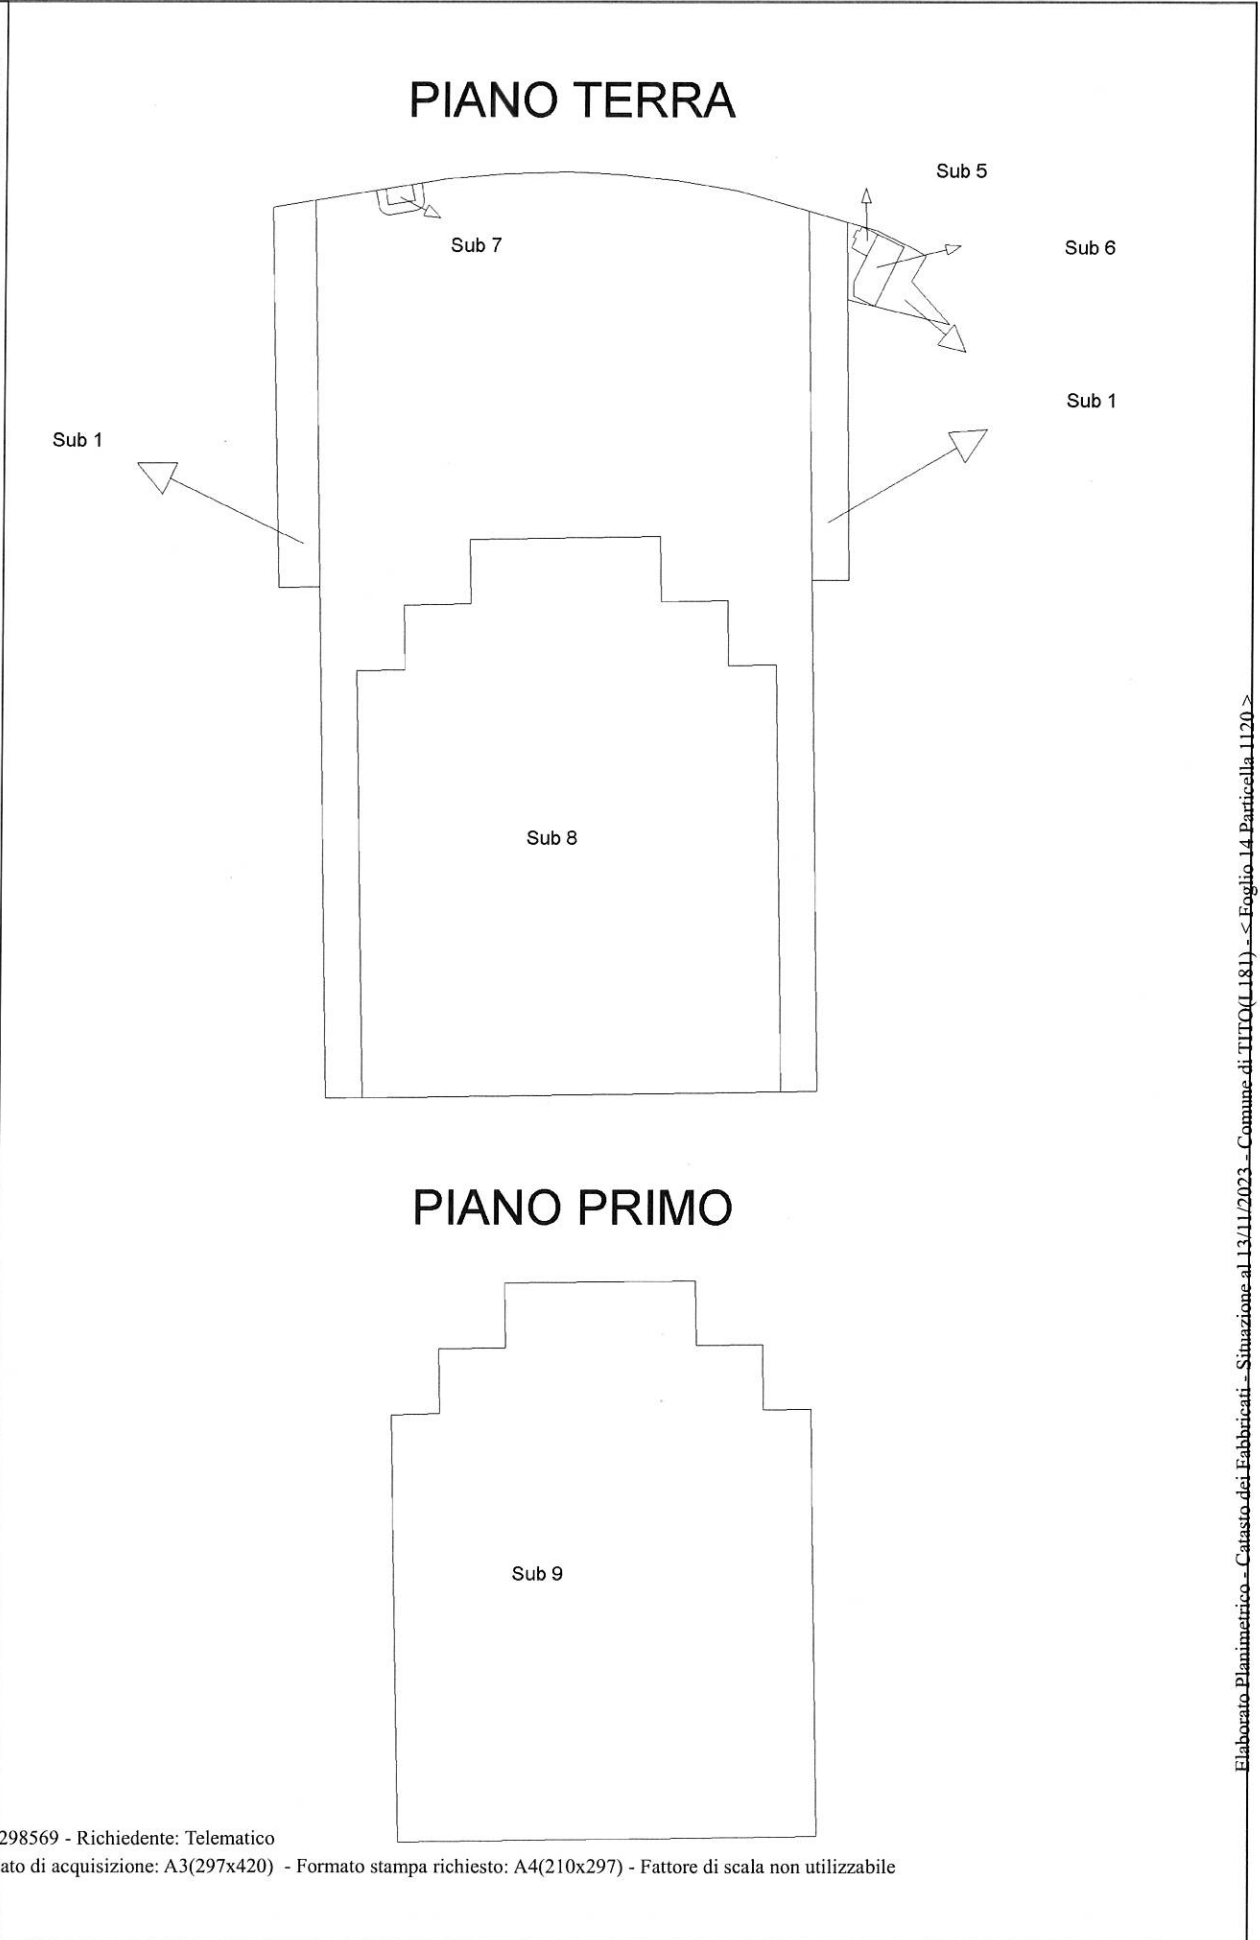 PIANO TERRA
Sub 5
Sub 7
Sub 6
Sub 1
Sub 1
Sub 8
PIANO PRIMO
Sub 9
298569 - Richiedente: Telematico
ato di acquisizione: A3(297x420) - Formato stampa richiesto: A4(210x297) - Fattore di scala non utilizzabile
Elaborato Planimetrico - Catasto dei Fabbricati - Situazione al 13/11/2023 - Comune di TITO(L181) - < Foglio 14 Particella 1120 >